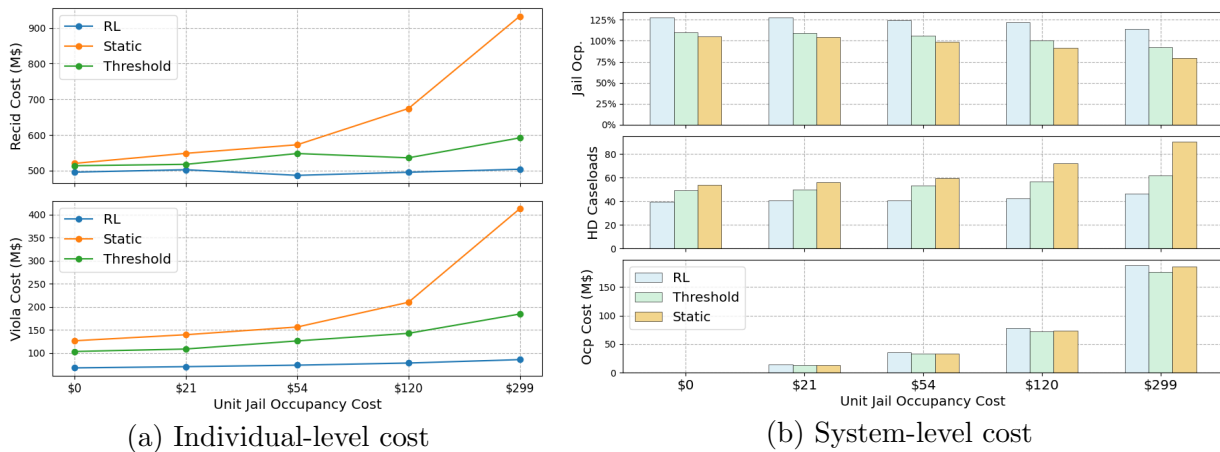 Recid Cost (M$)
900
800
700
600
500
RL
Static
Threshold
Viola Cost (M$)
400
350
300
250
200
150
100
RL
Static
Threshold
$0 $21 $54 $120 $299
Unit Jail Occupancy Cost
(a) Individual-level cost
Jail Ocp.
125%
100%
75%
50%
25%
0%
HD Caseloads
80
60
40
20
0
Ocp Cost (M$)
150
100
50
0
RL
Threshold
Static
$0 $21 $54 $120 $299
Unit Jail Occupancy Cost
(b) System-level cost